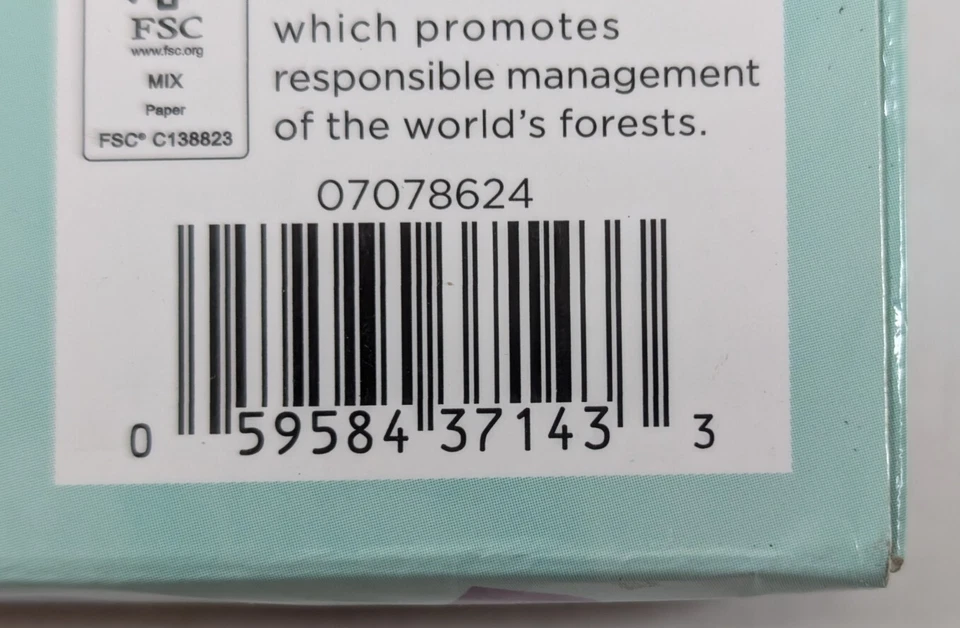 FSC
www.fsc.org
MIX
Paper
FSC® C138823
which promotes
responsible management
of the world's forests.
07078624
0 59584 37143 3